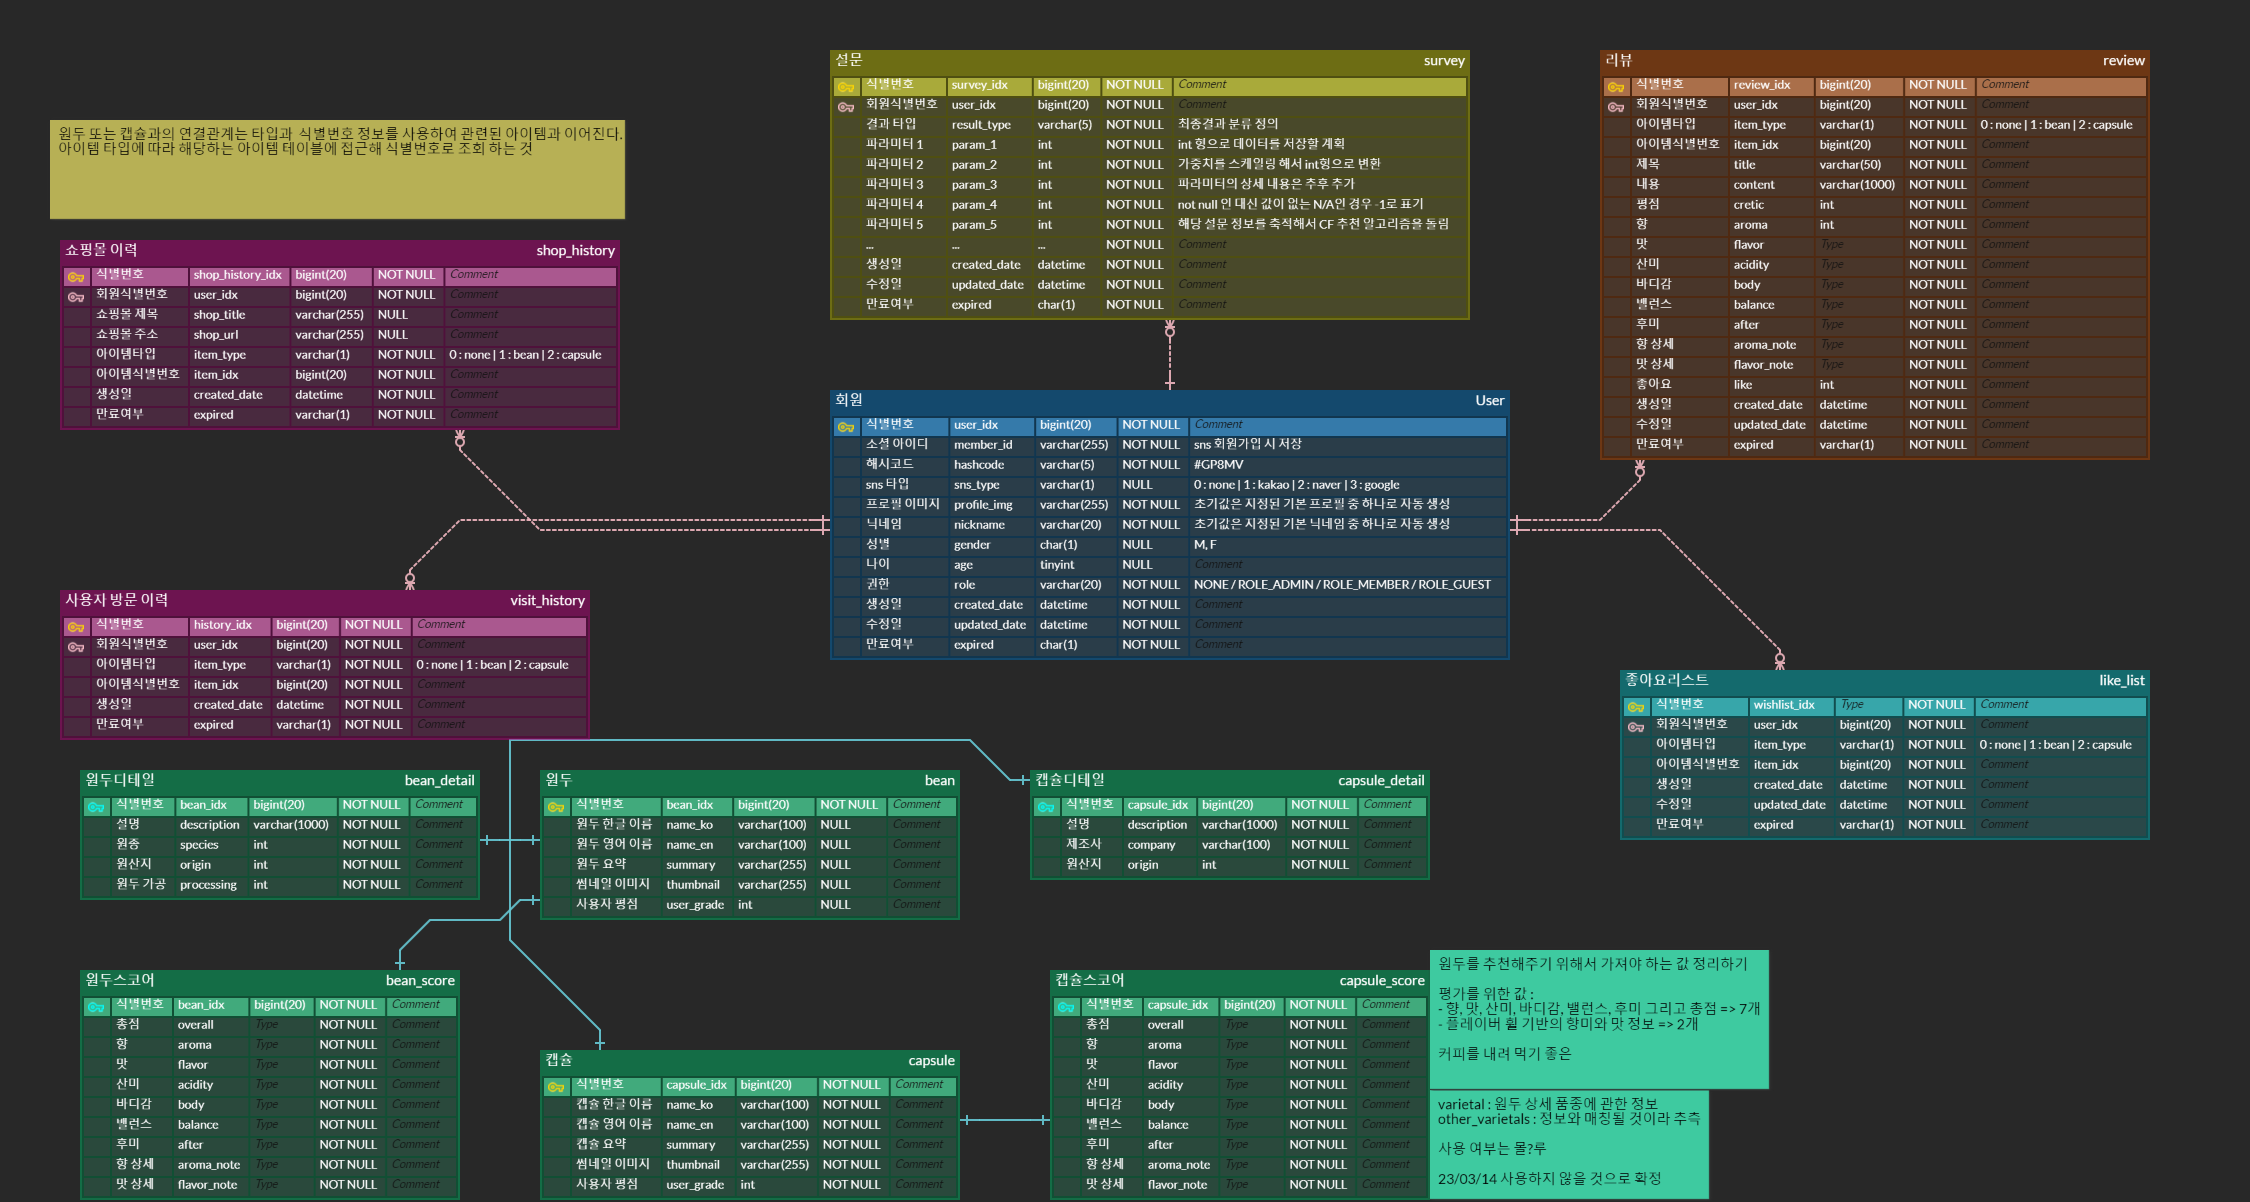 원두 또는 캡슐과의 연결관계는 타입과 식별번호 정보를 사용하여 관련된 아이템과 이어진다.
아이템 타입에 따라 해당하는 아이템 테이블에 접근해 식별번호로 조회 하는 것
설문 survey
식별번호 survey_idx bigint(20) NOT NULL Comment
회원식별번호 user_idx bigint(20) NOT NULL Comment
결과 타입 result_type varchar(5) NOT NULL 최종결과 분류 정의
파라미터 1 param_1 int NOT NULL int 형으로 데이터를 저장할 계획
파라미터 2 param_2 int NOT NULL 가중치를 스케일링 해서 int형으로 변환
파라미터 3 param_3 int NOT NULL 파라미터의 상세 내용은 추후 추가
파라미터 4 param_4 int NOT NULL not null 인 대신 값이 없는 N/A인 경우 -1로 표기
파라미터 5 param_5 int NOT NULL 해당 설문 정보를 축적해서 CF 추천 알고리즘을 돌림
... ... ... NOT NULL Comment
생성일 created_date datetime NOT NULL Comment
수정일 updated_date datetime NOT NULL Comment
만료여부 expired char(1) NOT NULL Comment
리뷰 review
식별번호 review_idx bigint(20) NOT NULL Comment
회원식별번호 user_idx bigint(20) NOT NULL Comment
아이템타입 item_type varchar(1) NOT NULL 0 : none | 1 : bean | 2 : capsule
아이템식별번호 item_idx bigint(20) NOT NULL Comment
제목 title varchar(50) NOT NULL Comment
내용 content varchar(1000) NOT NULL Comment
평점 cretic int NOT NULL Comment
향 aroma int NOT NULL Comment
맛 flavor Type NOT NULL Comment
산미 acidity Type NOT NULL Comment
바디감 body Type NOT NULL Comment
밸런스 balance Type NOT NULL Comment
후미 after Type NOT NULL Comment
향 상세 aroma_note Type NOT NULL Comment
맛 상세 flavor_note Type NOT NULL Comment
좋아요 like int NOT NULL Comment
생성일 created_date datetime NOT NULL Comment
수정일 updated_date datetime NOT NULL Comment
만료여부 expired varchar(1) NOT NULL Comment
쇼핑몰 이력 shop_history
식별번호 shop_history_idx bigint(20) NOT NULL Comment
회원식별번호 user_idx bigint(20) NOT NULL Comment
쇼핑몰 제목 shop_title varchar(255) NULL Comment
쇼핑몰 주소 shop_url varchar(255) NULL Comment
아이템타입 item_type varchar(1) NOT NULL 0 : none | 1 : bean | 2 : capsule
아이템식별번호 item_idx bigint(20) NOT NULL Comment
생성일 created_date datetime NOT NULL Comment
만료여부 expired varchar(1) NOT NULL Comment
회원 User
식별번호 user_idx bigint(20) NOT NULL Comment
소셜 아이디 member_id varchar(255) NOT NULL sns 회원가입 시 저장
해시코드 hashcode varchar(5) NOT NULL #GP8MV
sns 타입 sns_type varchar(1) NULL 0 : none | 1 : kakao | 2 : naver | 3 : google
프로필 이미지 profile_img varchar(255) NOT NULL 초기값은 지정된 기본 프로필 중 하나로 자동 생성
닉네임 nickname varchar(20) NOT NULL 초기값은 지정된 기본 닉네임 중 하나로 자동 생성
성별 gender char(1) NULL M, F
나이 age tinyint NULL Comment
권한 role varchar(20) NOT NULL NONE / ROLE_ADMIN / ROLE_MEMBER / ROLE_GUEST
생성일 created_date datetime NOT NULL Comment
수정일 updated_date datetime NOT NULL Comment
만료여부 expired char(1) NOT NULL Comment
사용자 방문 이력 visit_history
식별번호 history_idx bigint(20) NOT NULL Comment
회원식별번호 user_idx bigint(20) NOT NULL Comment
아이템타입 item_type varchar(1) NOT NULL 0 : none | 1 : bean | 2 : capsule
아이템식별번호 item_idx bigint(20) NOT NULL Comment
생성일 created_date datetime NOT NULL Comment
만료여부 expired varchar(1) NOT NULL Comment
좋아요리스트 like_list
식별번호 wishlist_idx Type NOT NULL Comment
회원식별번호 user_idx bigint(20) NOT NULL Comment
아이템타입 item_type varchar(1) NOT NULL 0 : none | 1 : bean | 2 : capsule
아이템식별번호 item_idx bigint(20) NOT NULL Comment
생성일 created_date datetime NOT NULL Comment
수정일 updated_date datetime NOT NULL Comment
만료여부 expired varchar(1) NOT NULL Comment
원두디테일 bean_detail
식별번호 bean_idx bigint(20) NOT NULL Comment
설명 description varchar(1000) NOT NULL Comment
원종 species int NOT NULL Comment
원산지 origin int NOT NULL Comment
원두 가공 processing int NOT NULL Comment
원두 bean
식별번호 bean_idx bigint(20) NOT NULL Comment
원두 한글 이름 name_ko varchar(100) NULL Comment
원두 영어 이름 name_en varchar(100) NULL Comment
원두 요약 summary varchar(255) NULL Comment
썸네일 이미지 thumbnail varchar(255) NULL Comment
사용자 평점 user_grade int NULL Comment
캡슐디테일 capsule_detail
식별번호 capsule_idx bigint(20) NOT NULL Comment
설명 description varchar(1000) NOT NULL Comment
제조사 company varchar(100) NOT NULL Comment
원산지 origin int NOT NULL Comment
원두스코어 bean_score
식별번호 bean_idx bigint(20) NOT NULL Comment
총점 overall Type NOT NULL Comment
향 aroma Type NOT NULL Comment
맛 flavor Type NOT NULL Comment
산미 acidity Type NOT NULL Comment
바디감 body Type NOT NULL Comment
밸런스 balance Type NOT NULL Comment
후미 after Type NOT NULL Comment
향 상세 aroma_note Type NOT NULL Comment
맛 상세 flavor_note Type NOT NULL Comment
캡슐 capsule
식별번호 capsule_idx bigint(20) NOT NULL Comment
캡슐 한글 이름 name_ko varchar(100) NOT NULL Comment
캡슐 영어 이름 name_en varchar(100) NOT NULL Comment
캡슐 요약 summary varchar(255) NOT NULL Comment
썸네일 이미지 thumbnail varchar(255) NOT NULL Comment
사용자 평점 user_grade int NOT NULL Comment
캡슐스코어 capsule_score
식별번호 capsule_idx bigint(20) NOT NULL Comment
총점 overall Type NOT NULL Comment
향 aroma Type NOT NULL Comment
맛 flavor Type NOT NULL Comment
산미 acidity Type NOT NULL Comment
바디감 body Type NOT NULL Comment
밸런스 balance Type NOT NULL Comment
후미 after Type NOT NULL Comment
향 상세 aroma_note Type NOT NULL Comment
맛 상세 flavor_note Type NOT NULL Comment
원두를 추천해주기 위해서 가져야 하는 값 정리하기
평가를 위한 값 :
- 향, 맛, 산미, 바디감, 밸런스, 후미 그리고 총점 => 7개
- 플레이버 휠 기반의 향미와 맛 정보 => 2개
커피를 내려 먹기 좋은
varietal : 원두 상세 품종에 관한 정보
other_varietals : 정보와 매칭될 것이라 추측
사용 여부는 몰?루
23/03/14 사용하지 않을 것으로 확정